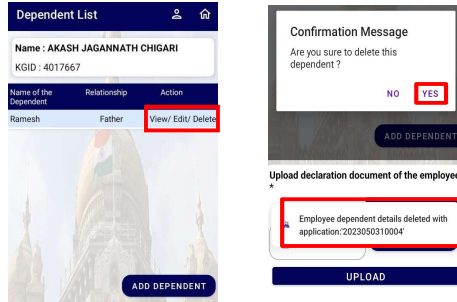 Dependent List
Name : AKASH JAGANNATH CHIGARI
KGID : 4017667
Name of the Dependent
Relationship
Action
Ramesh
Father
View/ Edit/ Delete
ADD DEPENDENT
Confirmation Message
Are you sure to delete this
dependent ?
NO
YES
ADD DEPENDENT
Upload declaration document of the employee
*
Employee dependent details deleted with
application:'2023050310004'
UPLOAD